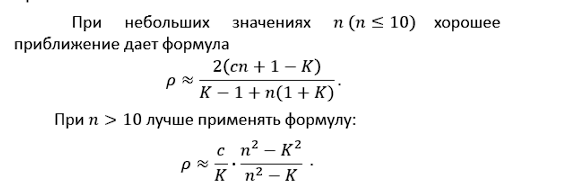 При небольших значениях n (n ≤ 10) хорошее
приближение дает формула
ρ ≈ 2(cn + 1 − K) / K − 1 + n(1 + K) .
При n > 10 лучше применять формулу:
ρ ≈ c / K · n² − K² / n² − K .